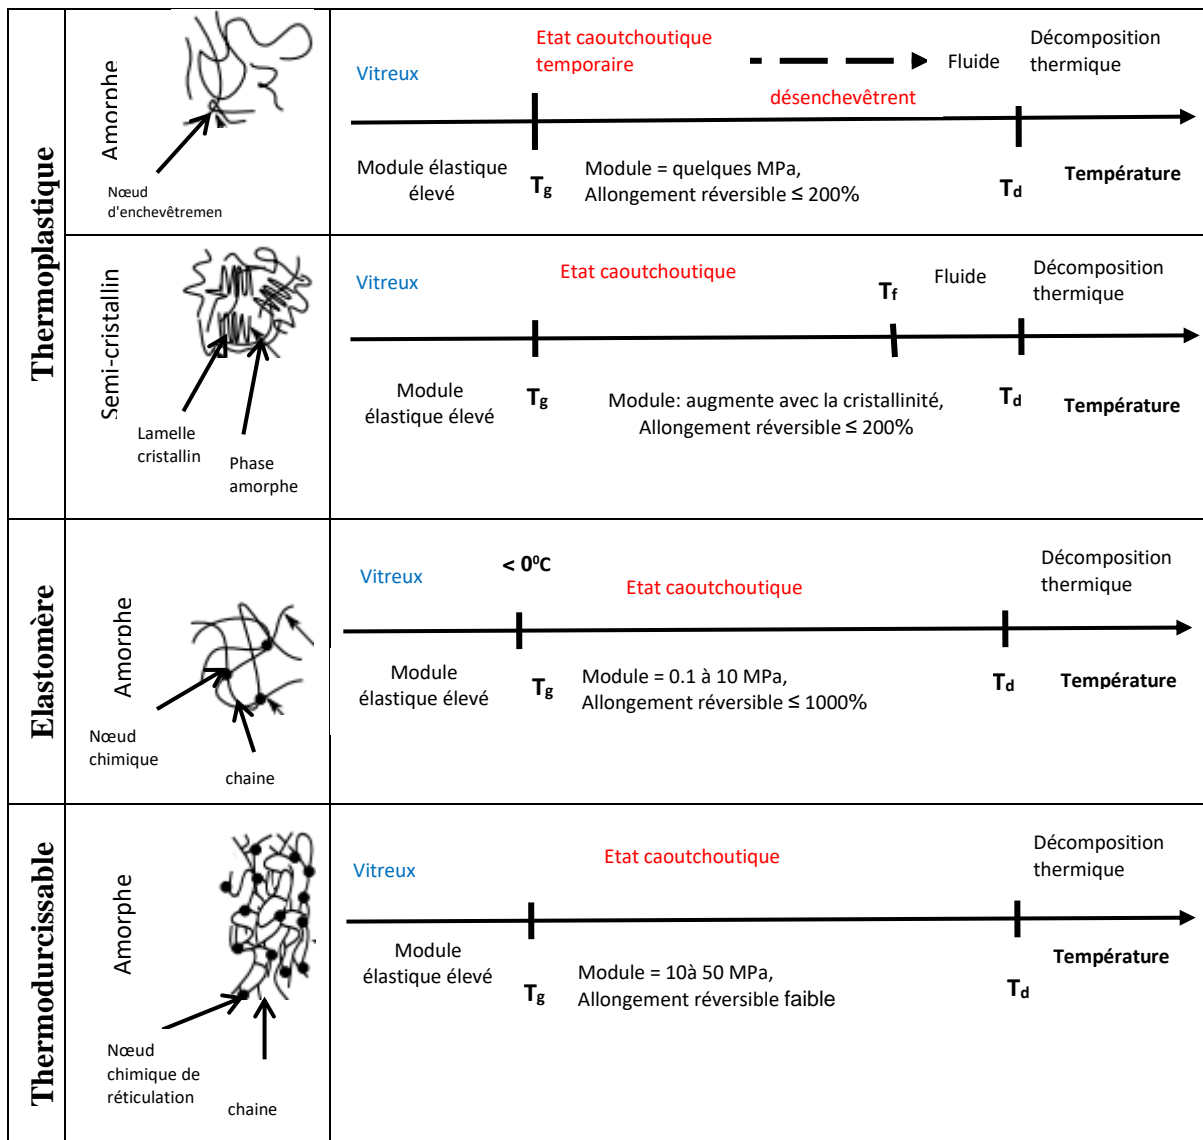 Thermoplastique
Amorphe
Nœud
d'enchevêtremen
Vitreux
Etat caoutchoutique
temporaire
désenchevêtrent
Fluide
Décomposition
thermique
Module élastique
élevé
Tg
Module = quelques MPa,
Allongement réversible ≤ 200%
Td
Température
Semi-cristallin
Lamelle
cristallin
Phase
amorphe
Vitreux
Etat caoutchoutique
Tf
Fluide
Décomposition
thermique
Module
élastique élevé
Tg
Module: augmente avec la cristallinité,
Allongement réversible ≤ 200%
Td
Température
Elastomère
Amorphe
Nœud
chimique
chaine
Vitreux
< 0⁰C
Etat caoutchoutique
Décomposition
thermique
Module
élastique élevé
Tg
Module = 0.1 à 10 MPa,
Allongement réversible ≤ 1000%
Td
Température
Thermodurcissable
Amorphe
Nœud
chimique de
réticulation
chaine
Vitreux
Etat caoutchoutique
Décomposition
thermique
Module
élastique élevé
Tg
Module = 10à 50 MPa,
Allongement réversible faible
Td
Température